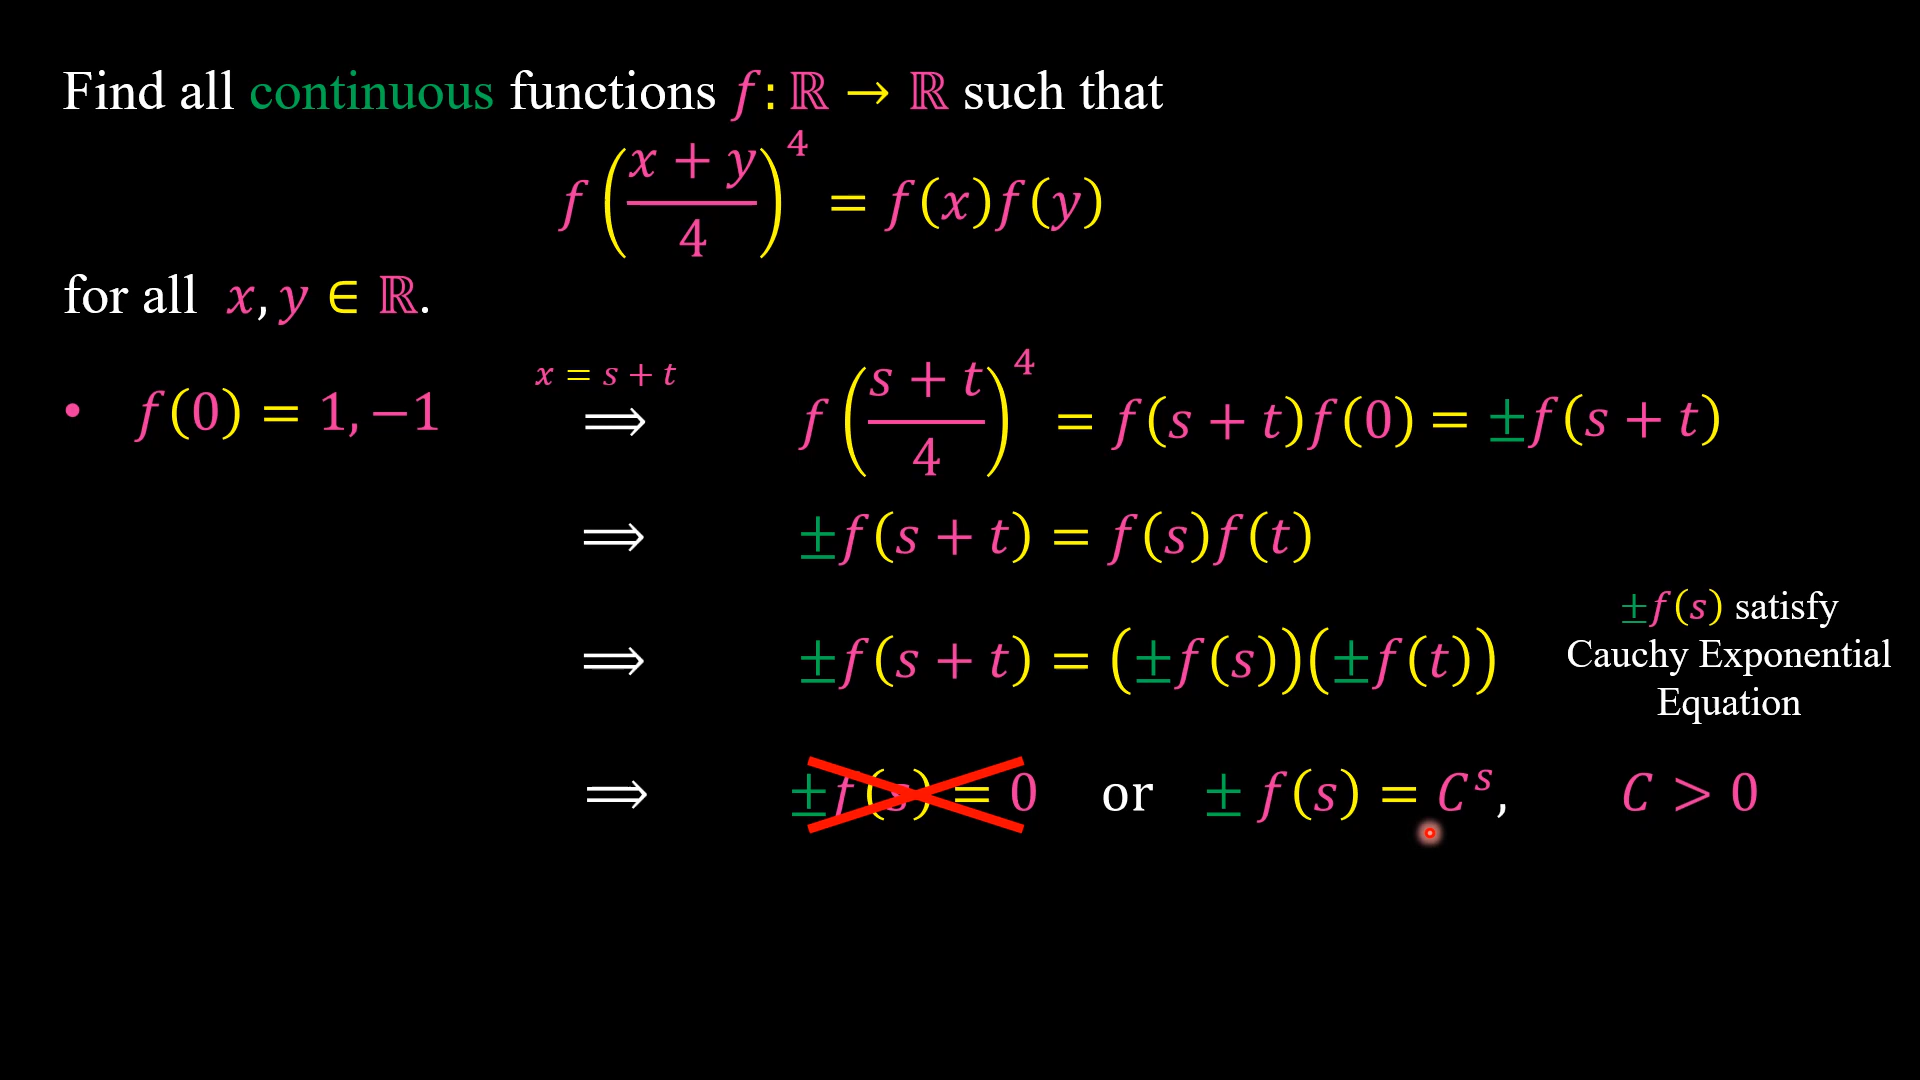 Find all continuous functions f: ℝ → ℝ such that
f((x + y)/4)⁴ = f(x)f(y)
for all x, y ∈ ℝ.
• f(0) = 1, −1
x = s + t
⟹ f((s + t)/4)⁴ = f(s + t)f(0) = ±f(s + t)
⟹ ±f(s + t) = f(s)f(t)
⟹ ±f(s + t) = (±f(s))(±f(t))
±f(s) satisfy
Cauchy Exponential
Equation
⟹ ±f(s) = 0 or ± f(s) = Cˢ, C > 0